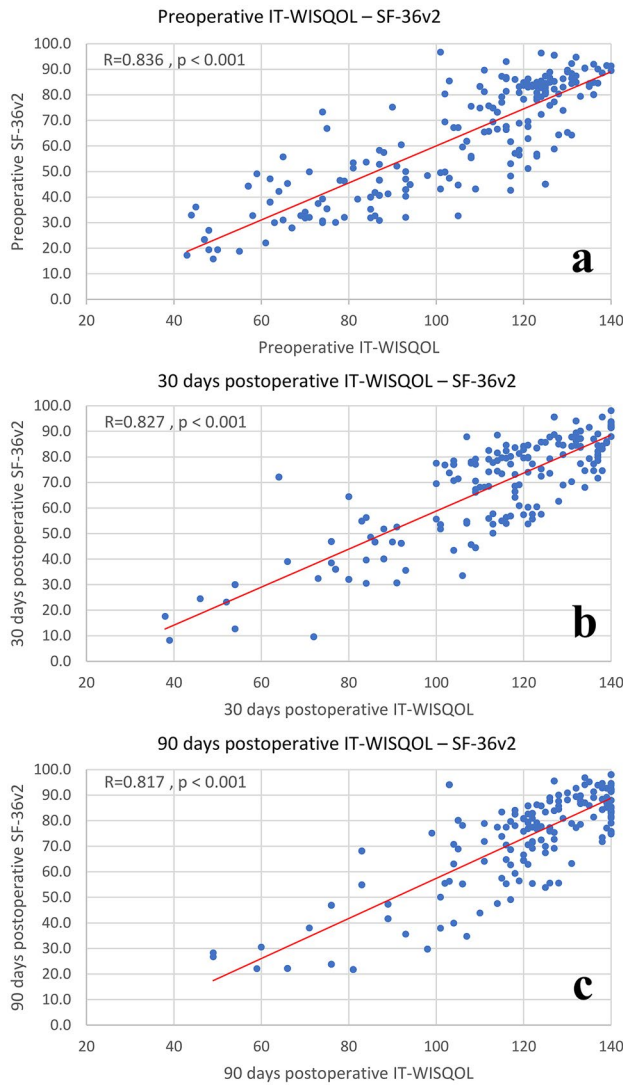 Preoperative IT-WISQOL – SF-36v2
R=0.836 , p < 0.001
100.0
90.0
80.0
70.0
60.0
50.0
40.0
30.0
20.0
10.0
0.0
Preoperative SF-36v2
a
20 40 60 80 100 120 140
Preoperative IT-WISQOL
30 days postoperative IT-WISQOL – SF-36v2
R=0.827 , p < 0.001
100.0
90.0
80.0
70.0
60.0
50.0
40.0
30.0
20.0
10.0
0.0
30 days postoperative SF-36v2
b
20 40 60 80 100 120 140
30 days postoperative IT-WISQOL
90 days postoperative IT-WISQOL – SF-36v2
R=0.817 , p < 0.001
100.0
90.0
80.0
70.0
60.0
50.0
40.0
30.0
20.0
10.0
0.0
90 days postoperative SF-36v2
c
20 40 60 80 100 120 140
90 days postoperative IT-WISQOL